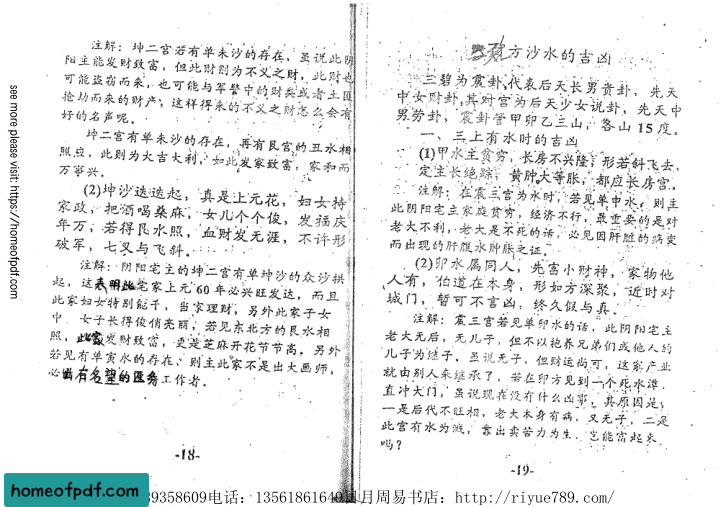 注解：坤二宫若有单未沙的存在，虽说此阴
阳主能发财致富，但此财则为不义之财，此财也
可能盗窃而来，也可能与军警中的财类或者土匪
抢劫而来的财产；这样得来的不义之财怎么会有
好的名声呢。
坤二宫有单未沙的存在，再有艮宫的丑水相
照应，此则为大吉大利，如此发家致富，家和而
万事兴。
(2)坤沙迭迭起，真是上元花，妇女持
家政，把酒喝桑麻，女儿个个俊，发福庆
年万；若得艮水照，血财发无涯，不许形
破军，七叉与飞斜。
注解：阴阳宅主的坤二宫有单坤沙的众沙拱
起，这表明此宅家上元60年必兴旺发达，而且
此家妇女特别能干，当家理财，另外此家子女
中，女子长得俊俏亮丽，若见东北方的艮水相
照，此家发财致富，更是芝麻开花节节高，另外
若见有单寅水的存在；则主此家不是出大画师，
必出有名望的医务工作者。
-18-
三碧方沙水的吉凶
三碧为震卦，代表后天长男贵卦，先天
中女财卦，其对宫为后天少女说卦，先天中
男劳卦，震卦管甲卯乙三山，各山15度。
一、三上有水时的吉凶
(1)甲水主贫穷，长房不兴隆；形若斜飞去，
定主长绝踪；黄肿大等胀，都应长房宫。
注解：在震三宫为水时，若见单甲水，则主
此阴阳宅主家庭贫穷，经济不行，最重要的是对
老大不利，老大是不死的话，必见因肝脏的病变
而出现的肝腹水肿胀之证。
(2)卯水属同人，先富小财神，家物他
人有，伯道在本身，形如方深聚，近时对
城门，暂可不言凶，终久假与真。
注解：震三宫若见单卯水的话，此阴阳宅主
老大无后，无儿子，但不以抱养兄弟们或他人的
儿子为继子。虽说无子，但财运尚可，这家产业
就由别人来继承了，若在卯方见到一个死水潭，
直冲大门，虽说现在没有什么凶事，其原因是；
一是后代不旺相，老大本身有病，又无子，二是
此宫有水为溅，靠出卖苦力为生，岂能富起来
吗？
-19-
see more please visit: https://homeofpdf.com
homeofpdf.com
39358609电话：13561861649日月周易书店：http://riyue789.com/